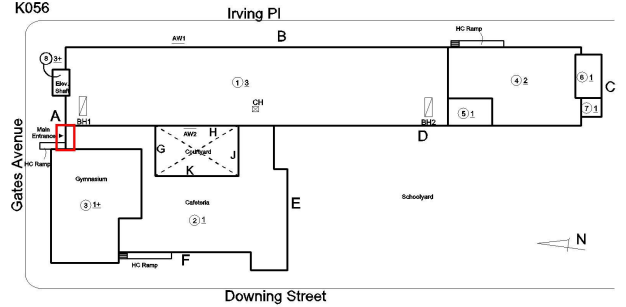 K056
Irving Pl
AW1
B
HC Ramp
8 3+
Elev.
Shaft
1 3
CH
4 2
6 1
C
A
BH1
BH2
5 1
7 1
Main
Entrance
HC Ramp
H
AW2
G
Courtyard
J
K
D
Gates Avenue
Gymnasium
3 1+
Cafeteria
2 1
E
Schoolyard
N
HC Ramp
F
Downing Street